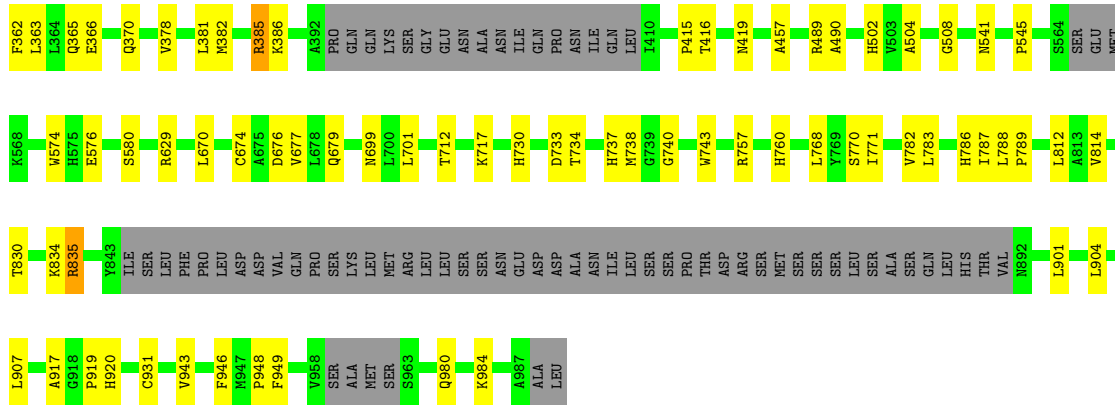 F362 L363 L364 Q365 E366 Q370 V378 L381 M382 R385 K386 A392 PRO GLN GLN LYS SER GLY GLU ASN ALA ASN ILE GLN PRO ASN ILE GLN LEU I410 P415 T416 N419 A457 R489 A490 H502 V503 A504 G508 N541 P545 S564 SER GLU MET
K568 W574 H575 E576 S580 R629 L670 C674 A675 D676 V677 L678 Q679 N699 L700 L701 T712 K717 H730 D733 T734 H737 M738 G739 G740 W743 R757 H760 L768 Y769 S770 I771 V782 L783 H786 I787 L788 P789 L812 A813 V814
T830 K834 R835 Y843 ILE SER LEU PHE PRO LEU ASP ASP VAL GLN PRO SER LYS LEU MET ARG LEU LEU SER SER ASN GLU ASP ASP ALA ASN ILE LEU SER SER PRO THR ASP ARG SER MET SER SER SER LEU SER ALA SER GLN LEU HIS THR VAL N892 L901 L904
L907 A917 G918 P919 H920 C931 V943 F946 M947 P948 F949 V958 SER ALA MET SER S963 Q980 K984 A987 ALA LEU